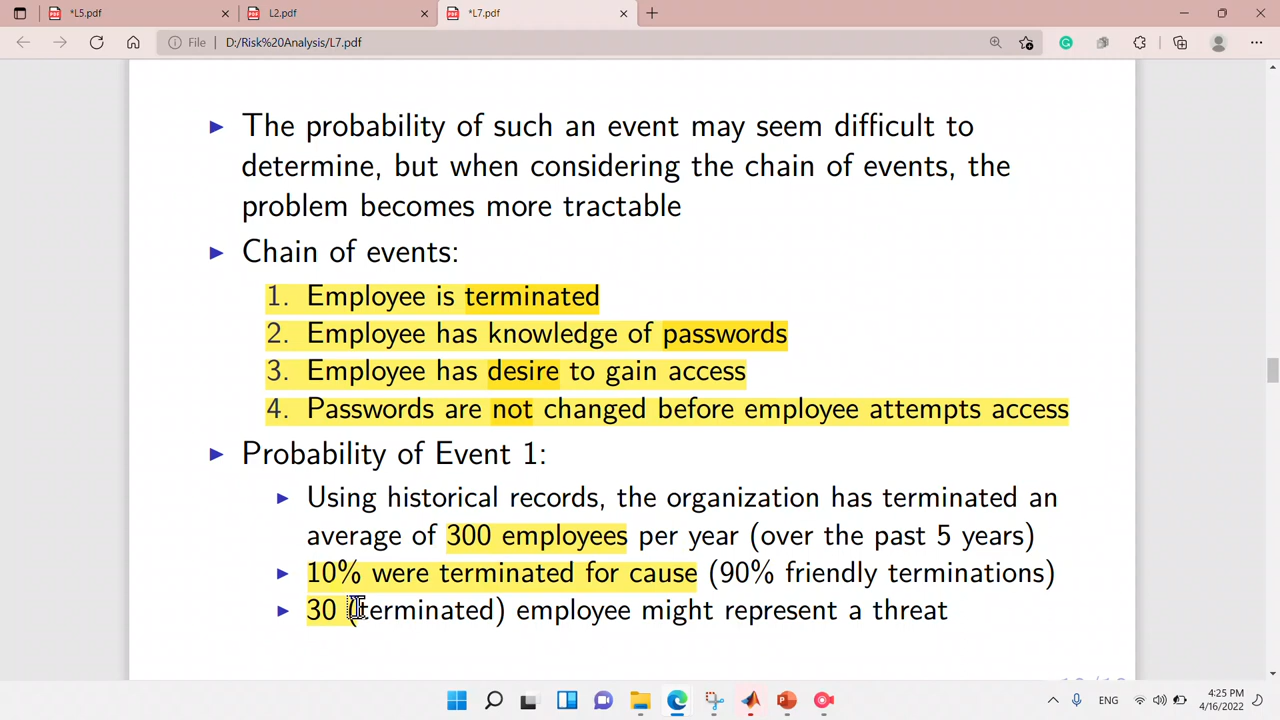 *L5.pdf
L2.pdf
*L7.pdf
File
D:/Risk%20Analysis/L7.pdf
The probability of such an event may seem difficult to
determine, but when considering the chain of events, the
problem becomes more tractable
Chain of events:
1. Employee is terminated
2. Employee has knowledge of passwords
3. Employee has desire to gain access
4. Passwords are not changed before employee attempts access
Probability of Event 1:
Using historical records, the organization has terminated an
average of 300 employees per year (over the past 5 years)
10% were terminated for cause (90% friendly terminations)
30 (terminated) employee might represent a threat
ENG
4:25 PM
4/16/2022